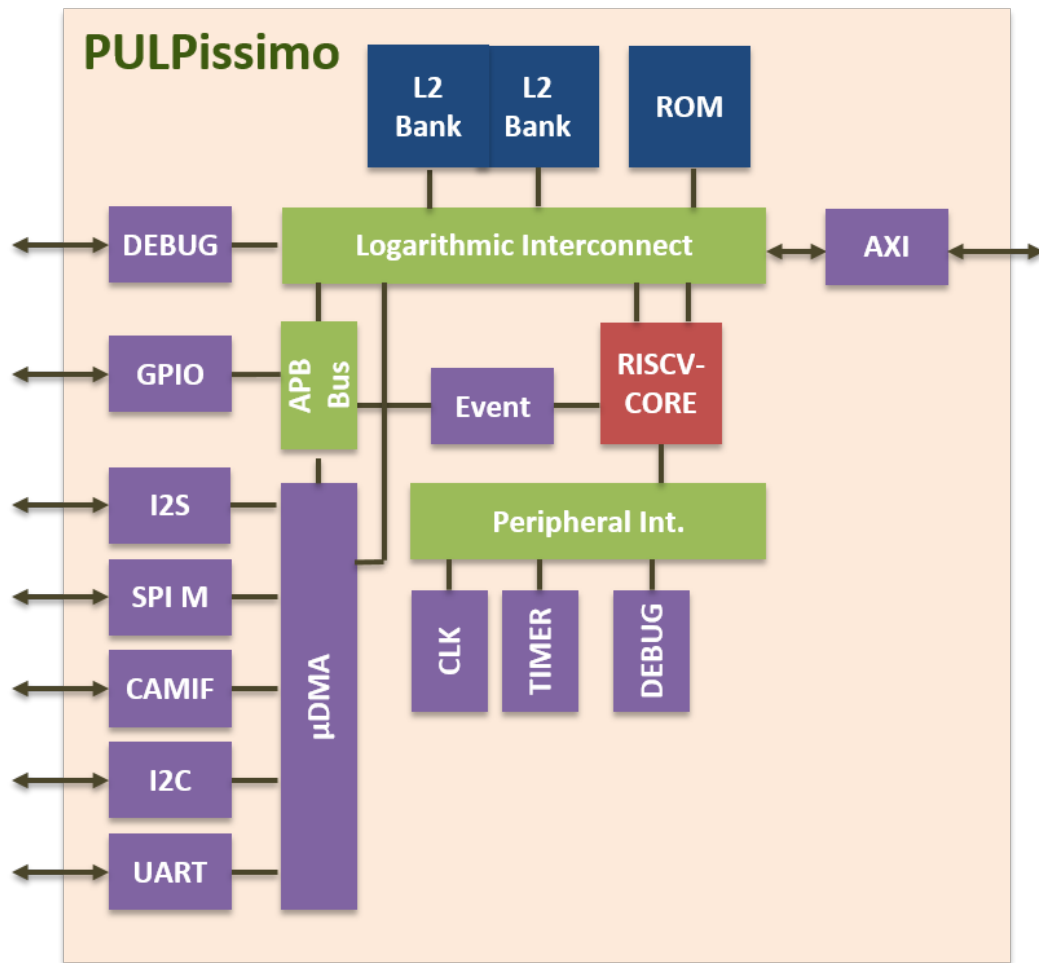 PULPissimo
L2
Bank
L2
Bank
ROM
DEBUG
Logarithmic Interconnect
AXI
GPIO
APB
Bus
Event
RISCV-
CORE
I2S
Peripheral Int.
SPI M
CLK
TIMER
DEBUG
CAMIF
µDMA
I2C
UART